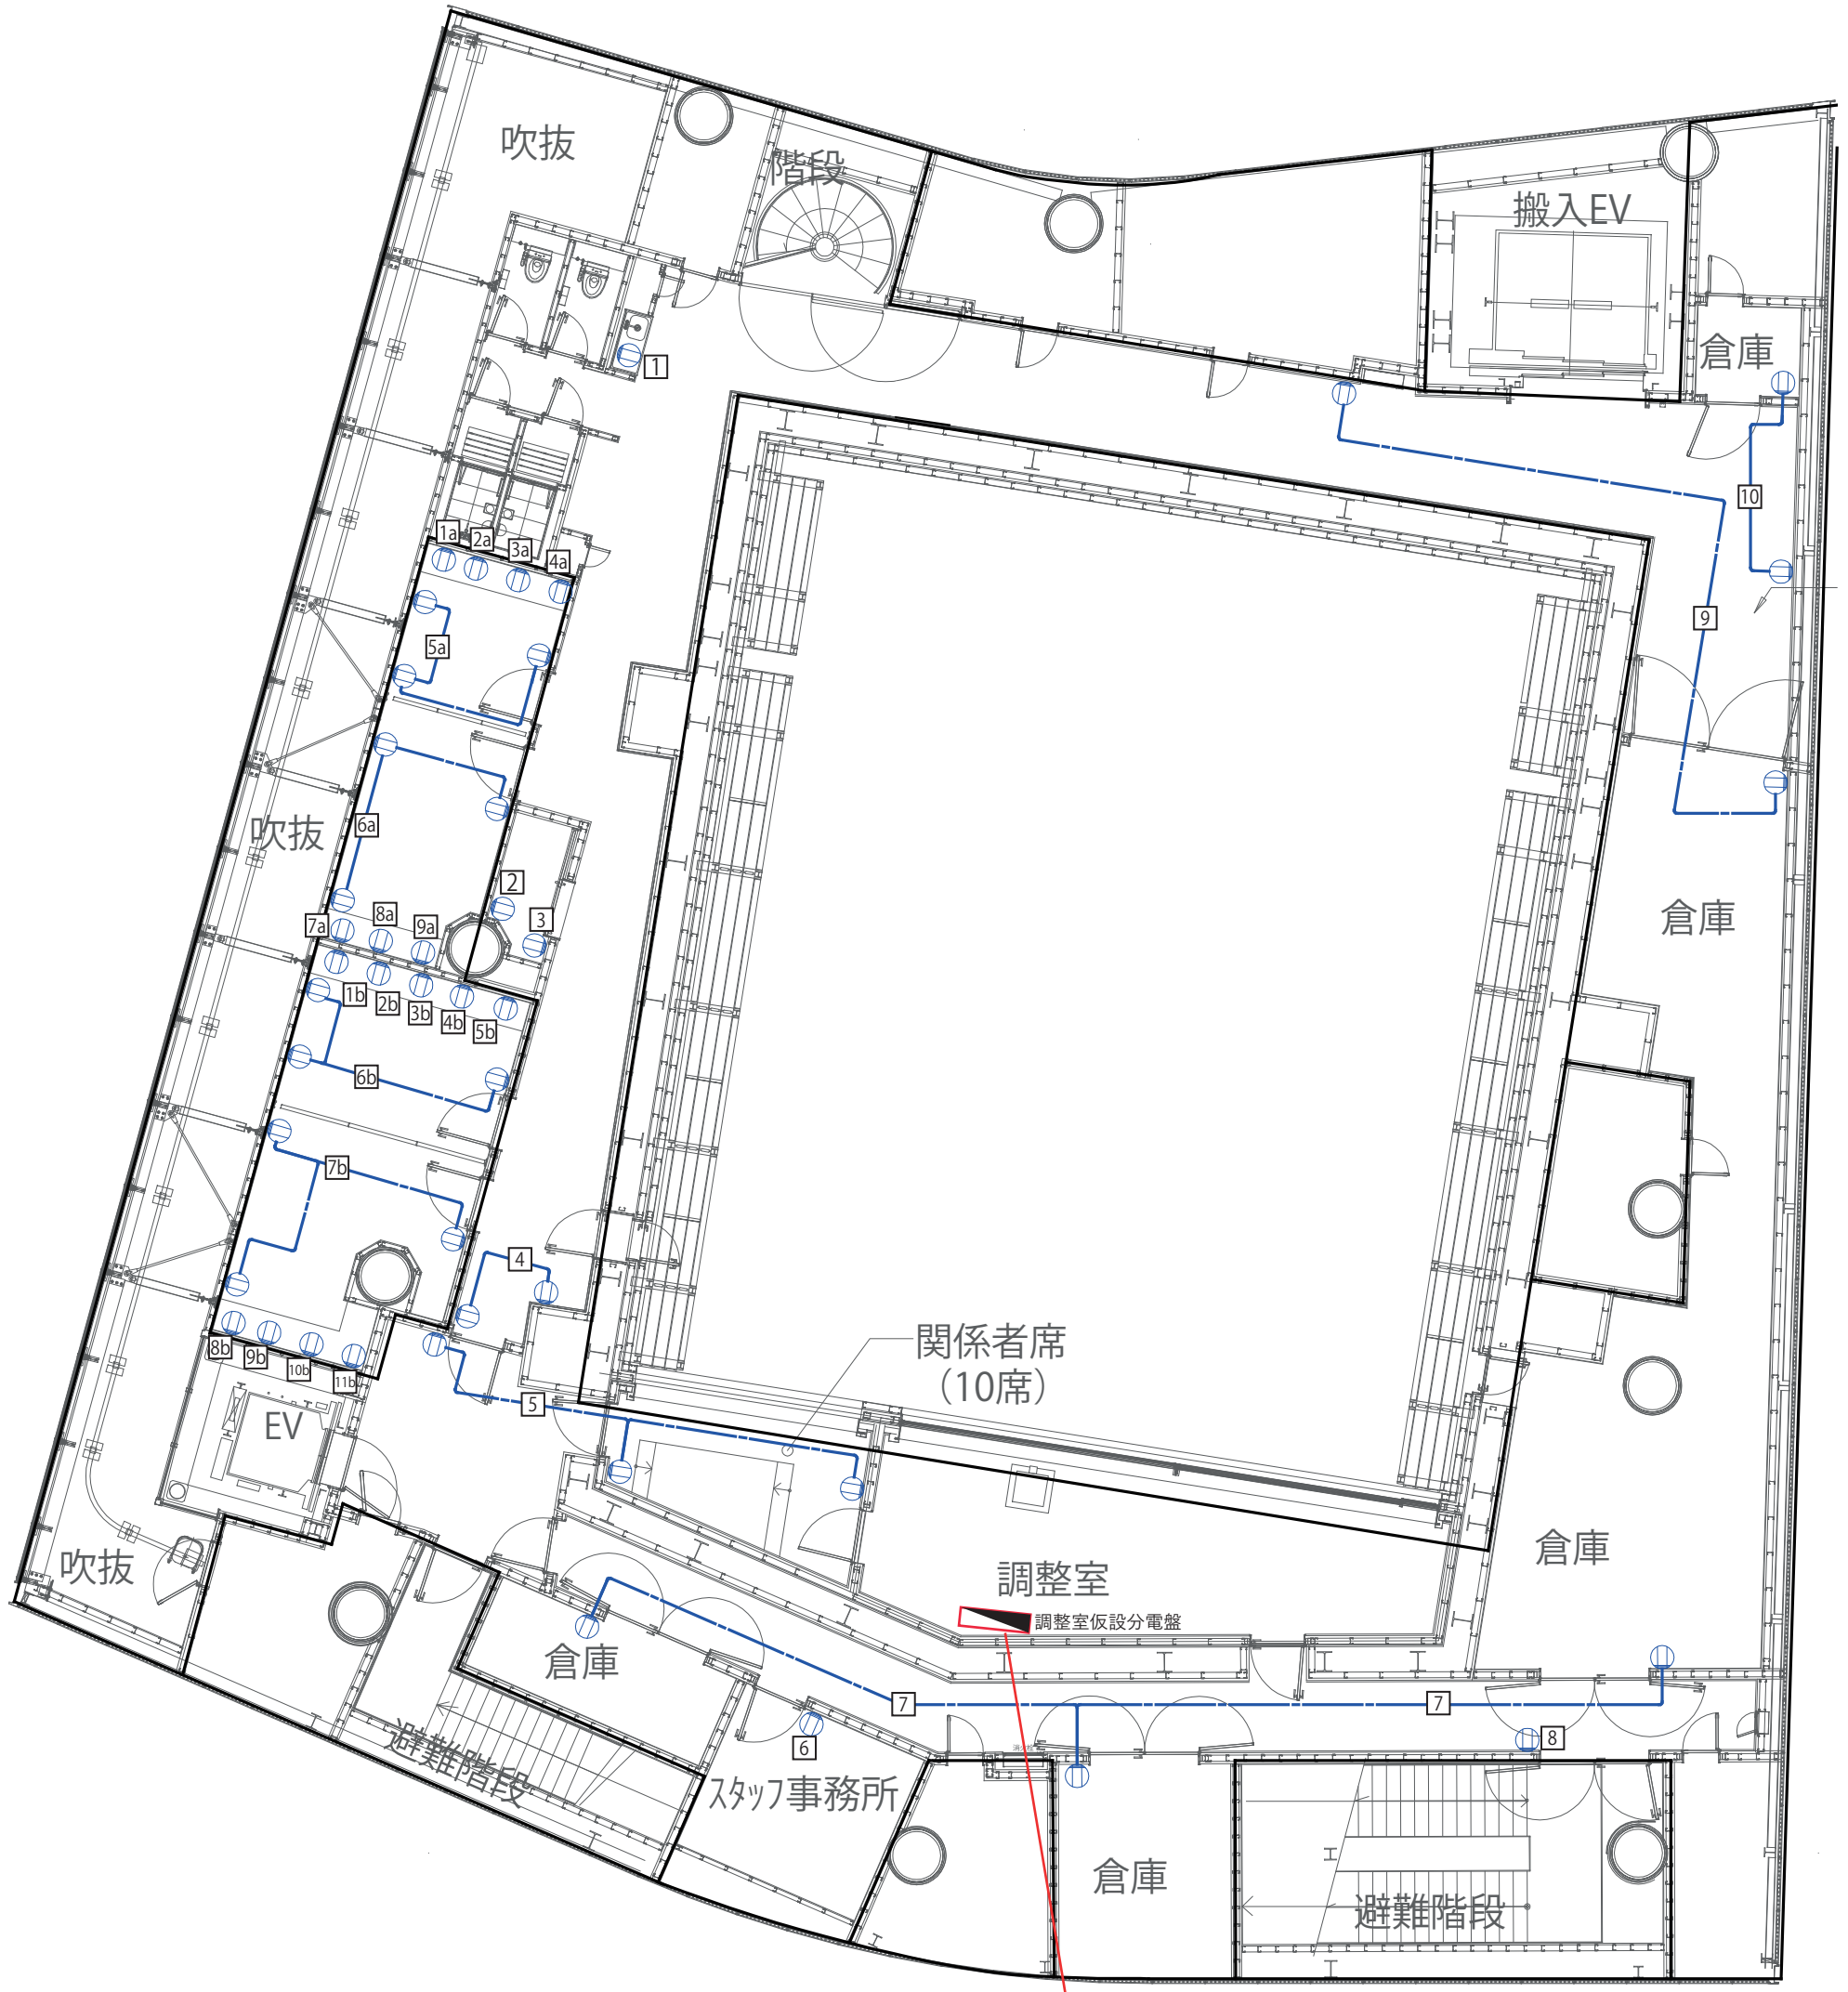 吹抜
階段
搬入EV
倉庫
1
10
1a
2a
3a
4a
9
5a
吹抜
6a
2
8a
3
9a
7a
倉庫
1b
2b
3b
4b
5b
6b
7b
4
関係者席
(10席)
8b
9b
10b
11b
5
EV
吹抜
調整室
調整室仮設分電盤
倉庫
倉庫
7
7
6
8
避難階段
スタッフ事務所
倉庫
避難階段